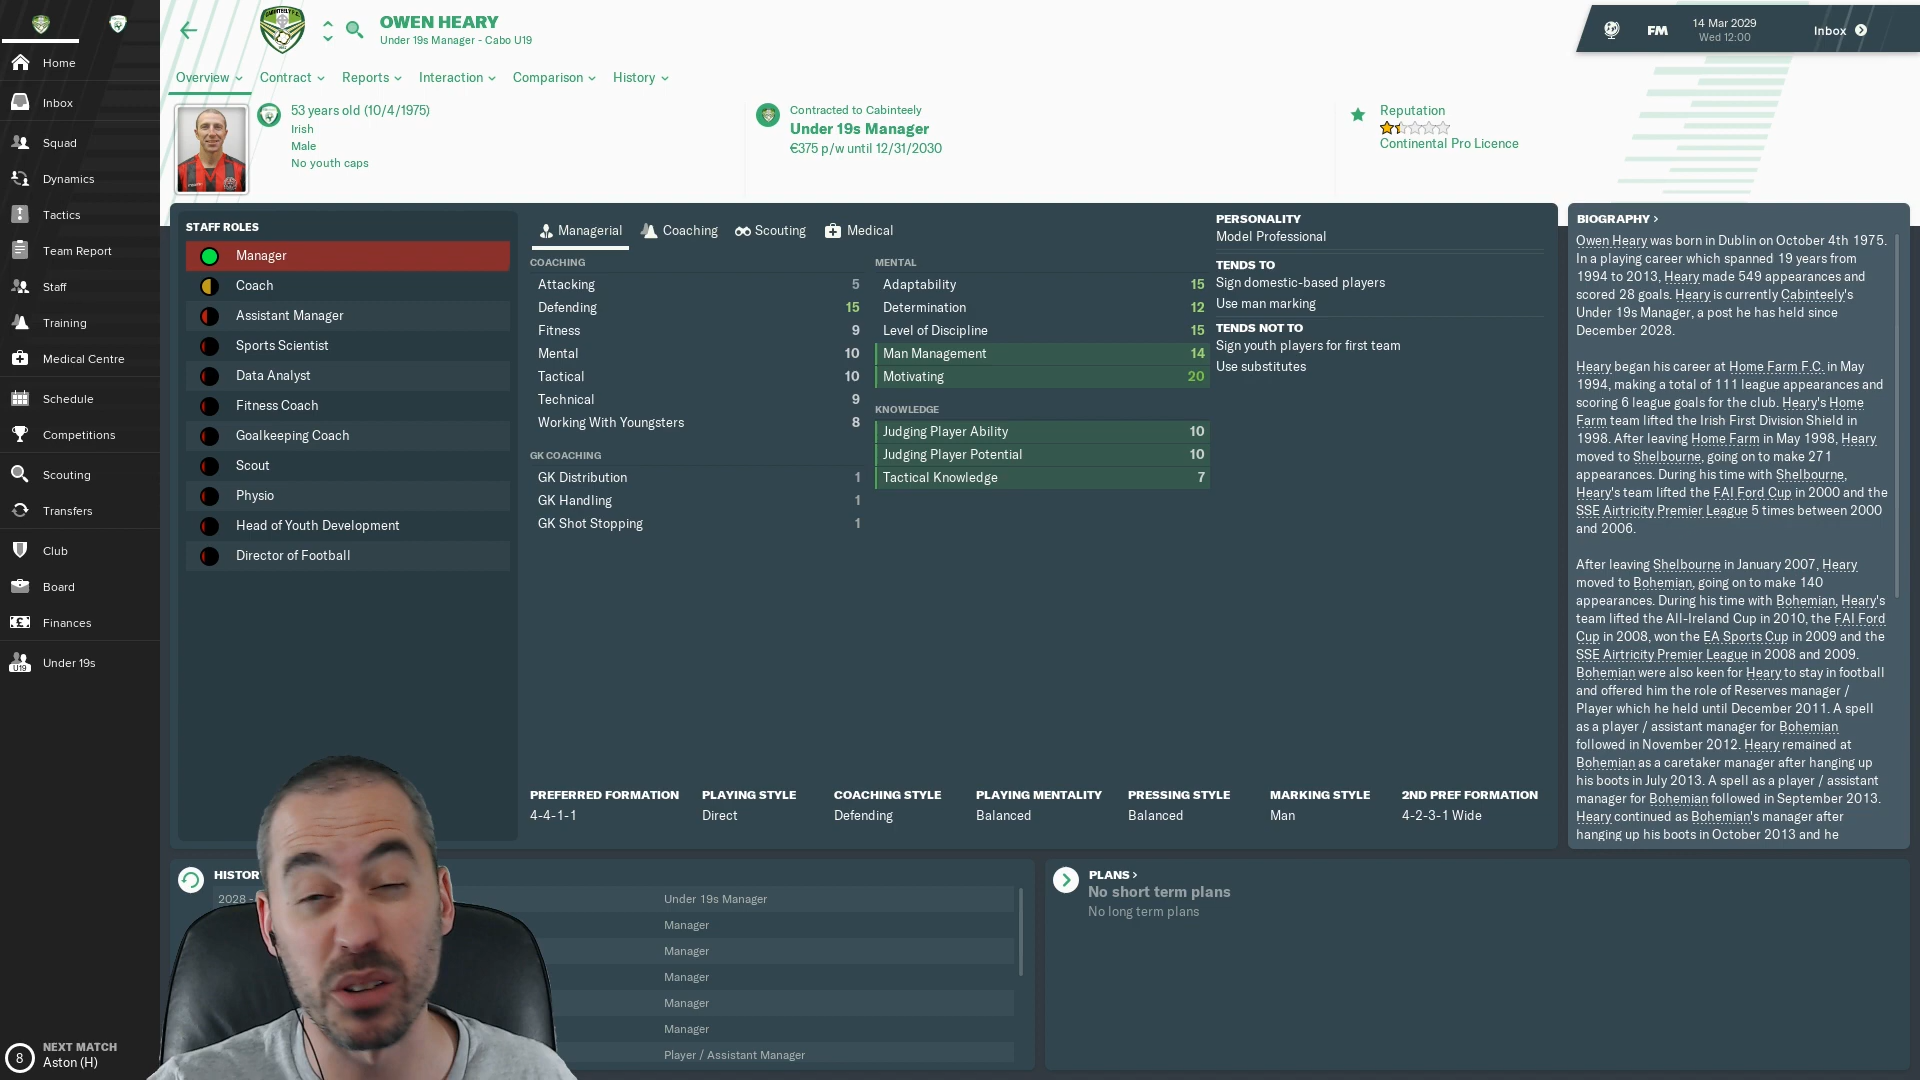 OWEN HEARY
Under 19s Manager - Cabo U19
FM
14 Mar 2029
Wed 12:00
Inbox
Home
Inbox
Squad
Dynamics
Tactics
Team Report
Staff
Training
Medical Centre
Schedule
Competitions
Scouting
Transfers
Club
Board
Finances
U19
Under 19s
8
NEXT MATCH
Aston (H)
Overview
Contract
Reports
Interaction
Comparison
History
53 years old (10/4/1975)
Irish
Male
No youth caps
Contracted to Cabinteely
Under 19s Manager
€375 p/w until 12/31/2030
Reputation
Continental Pro Licence
STAFF ROLES
Manager
Coach
Assistant Manager
Sports Scientist
Data Analyst
Fitness Coach
Goalkeeping Coach
Scout
Physio
Head of Youth Development
Director of Football
Managerial
Coaching
Scouting
Medical
COACHING
Attacking 5
Defending 15
Fitness 9
Mental 10
Tactical 10
Technical 9
Working With Youngsters 8
GK COACHING
GK Distribution 1
GK Handling 1
GK Shot Stopping 1
MENTAL
Adaptability 15
Determination 12
Level of Discipline 15
Man Management 14
Motivating 20
KNOWLEDGE
Judging Player Ability 10
Judging Player Potential 10
Tactical Knowledge 7
PERSONALITY
Model Professional
TENDS TO
Sign domestic-based players
Use man marking
TENDS NOT TO
Sign youth players for first team
Use substitutes
PREFERRED FORMATION
4-4-1-1
PLAYING STYLE
Direct
COACHING STYLE
Defending
PLAYING MENTALITY
Balanced
PRESSING STYLE
Balanced
MARKING STYLE
Man
2ND PREF FORMATION
4-2-3-1 Wide
BIOGRAPHY >
Owen Heary was born in Dublin on October 4th 1975.
In a playing career which spanned 19 years from
1994 to 2013, Heary made 549 appearances and
scored 28 goals. Heary is currently Cabinteely's
Under 19s Manager, a post he has held since
December 2028.
Heary began his career at Home Farm F.C. in May
1994, making a total of 111 league appearances and
scoring 6 league goals for the club. Heary's Home
Farm team lifted the Irish First Division Shield in
1998. After leaving Home Farm in May 1998, Heary
moved to Shelbourne, going on to make 271
appearances. During his time with Shelbourne,
Heary's team lifted the FAI Ford Cup in 2000 and the
SSE Airtricity Premier League 5 times between 2000
and 2006.
After leaving Shelbourne in January 2007, Heary
moved to Bohemian, going on to make 140
appearances. During his time with Bohemian, Heary's
team lifted the All-Ireland Cup in 2010, the FAI Ford
Cup in 2008, won the EA Sports Cup in 2009 and the
SSE Airtricity Premier League in 2008 and 2009.
Bohemian were also keen for Heary to stay in football
and offered him the role of Reserves manager /
Player which he held until December 2011. A spell
as a player / assistant manager for Bohemian
followed in November 2012. Heary remained at
Bohemian as a caretaker manager after hanging up
his boots in July 2013. A spell as a player / assistant
manager for Bohemian followed in September 2013.
Heary continued as Bohemian's manager after
hanging up his boots in October 2013 and he
HISTOR
2028 -
Under 19s Manager
Manager
Manager
Manager
Manager
Manager
Player / Assistant Manager
PLANS >
No short term plans
No long term plans